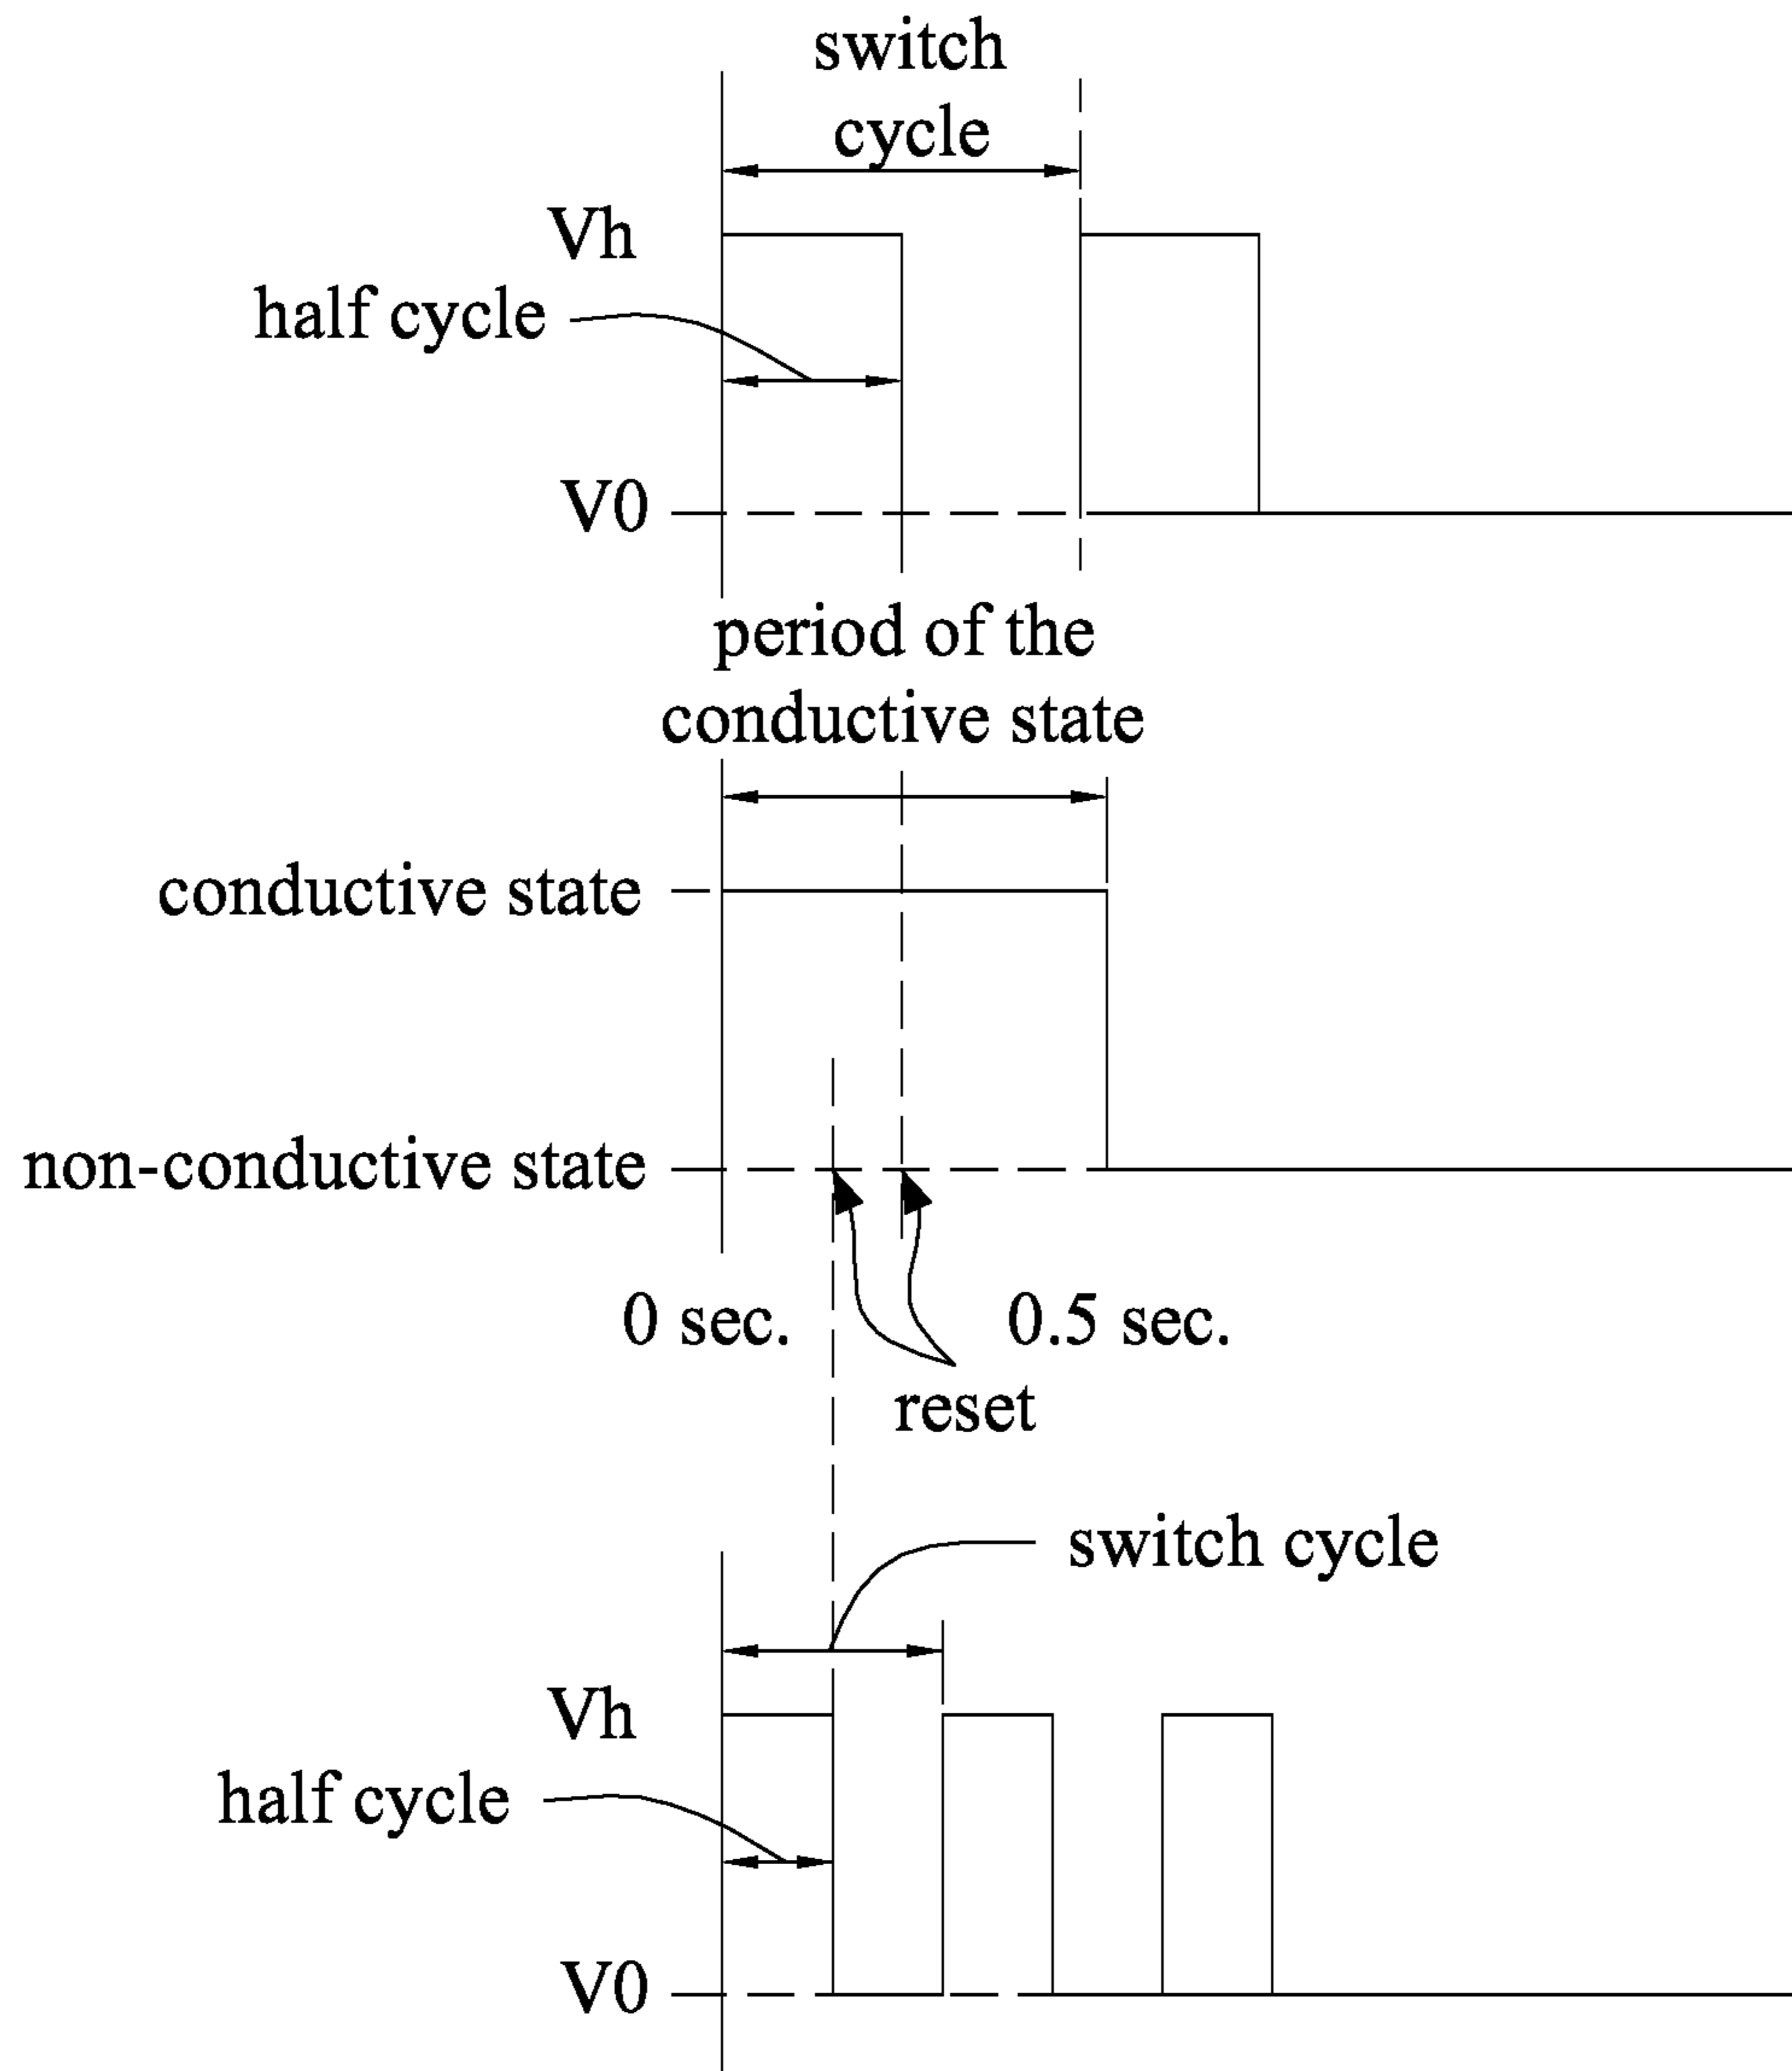 switch
cycle
Vh
half cycle
V0
period of the
conductive state
conductive state
non-conductive state
0 sec.
0.5 sec.
reset
switch cycle
Vh
half cycle
V0